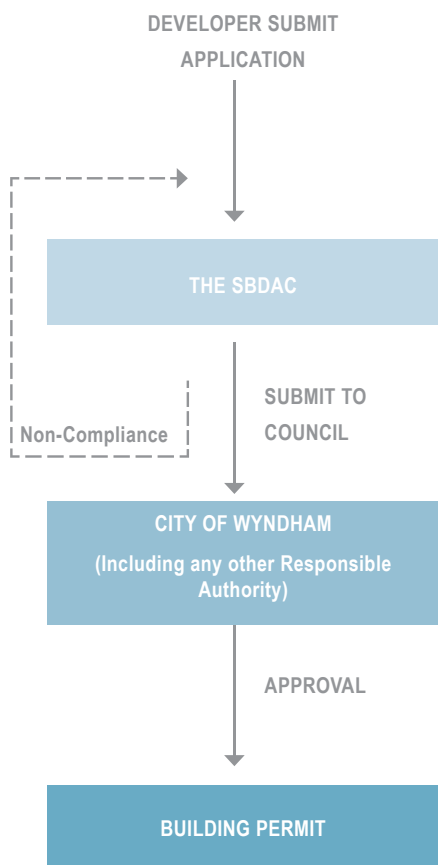 DEVELOPER SUBMIT
APPLICATION
THE SBDAC
SUBMIT TO
COUNCIL
Non-Compliance
CITY OF WYNDHAM
(Including any other Responsible
Authority)
APPROVAL
BUILDING PERMIT